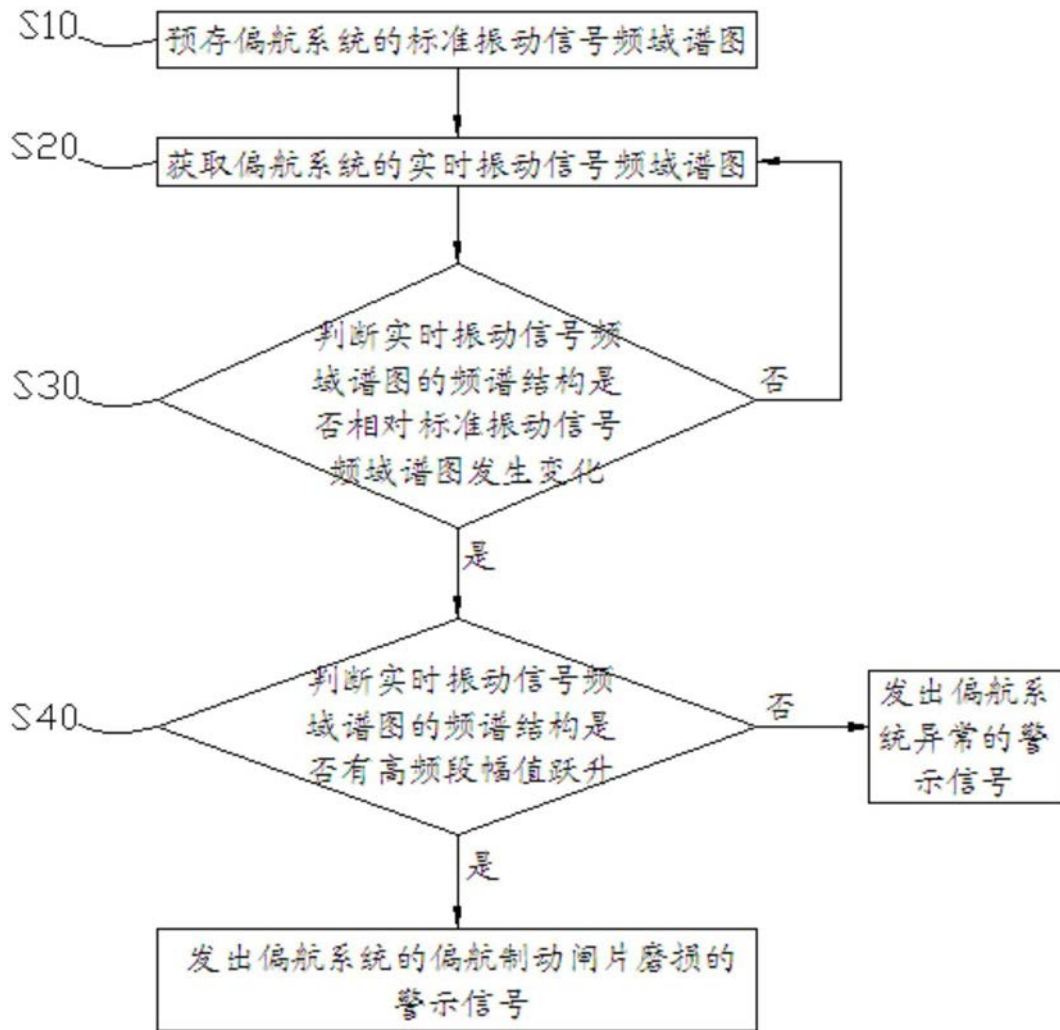 S10
预存偏航系统的标准振动信号频域谱图
S20
获取偏航系统的实时振动信号频域谱图
S30
判断实时振动信号频
域谱图的频谱结构是
否相对标准振动信号
频域谱图发生变化
否
是
S40
判断实时振动信号频
域谱图的频谱结构是
否有高频段幅值跃升
否
发出偏航系
统异常的警
示信号
是
发出偏航系统的偏航制动闸片磨损的
警示信号